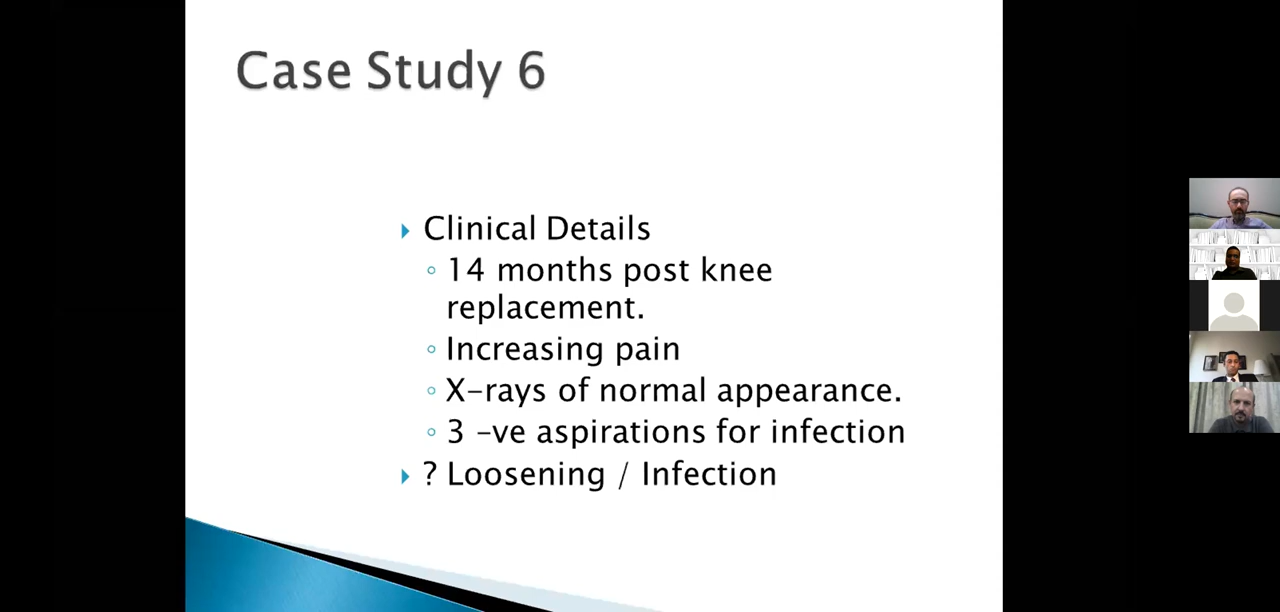 Case Study 6
Clinical Details
14 months post knee
replacement.
Increasing pain
X-rays of normal appearance.
3 -ve aspirations for infection
? Loosening / Infection